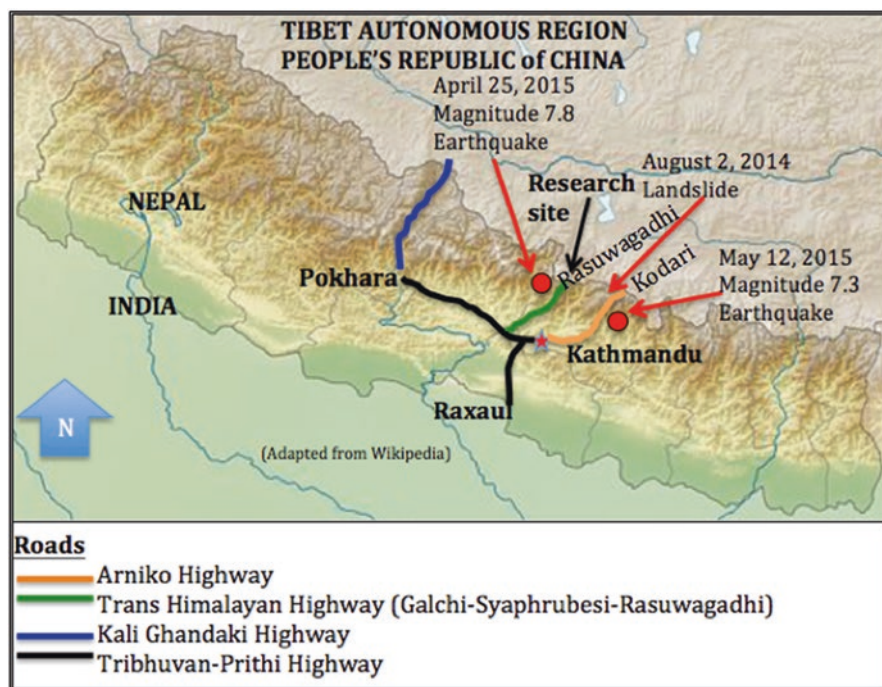 TIBET AUTONOMOUS REGION
PEOPLE'S REPUBLIC of CHINA
April 25, 2015
Magnitude 7.8
Earthquake
August 2, 2014
Landslide
Research
site
NEPAL
Rasuwagadhi
Kodari
May 12, 2015
Magnitude 7.3
Earthquake
Pokhara
INDIA
Kathmandu
Raxaul
N
(Adapted from Wikipedia)
Roads
Arniko Highway
Trans Himalayan Highway (Galchi-Syaphrubesi-Rasuwagadhi)
Kali Ghandaki Highway
Tribhuvan-Prithi Highway